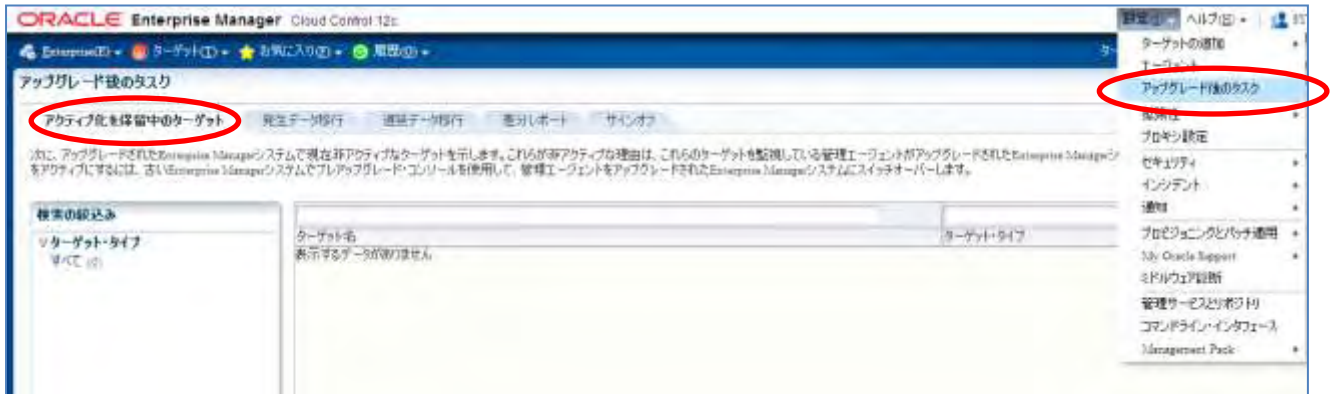 ORACLE Enterprise Manager Cloud Control 12c
設定 ヘルプ(H)
Enterprise(E) ターゲット(T) お気に入り(F) 履歴(O)
アップグレード後のタスク
アクティブ化を保留中のターゲット 発生データ移行 遅延データ移行 差分レポート サインオフ
次に、アップグレードされたEnterprise Managerシステムで現在非アクティブなターゲットを示します。これらが非アクティブな理由は、これらのターゲットを監視している管理エージェントがアップグレードされたEnterprise Managerシ
をアクティブにするには、古いEnterprise Managerシステムでプレアップグレード・コンソールを使用して、管理エージェントをアップグレードされたEnterprise Managerシステムにスイッチオーバーします。
検索の絞込み
ターゲット・タイプ
すべて (0)
ターゲット名 ターゲット・タイプ
表示するデータがありません
ターゲットの追加
エージェント
アップグレード後のタスク
拡張性
プロキシ設定
セキュリティ
インシデント
通知
プロビジョニングとパッチ適用
My Oracle Support
ミドルウェア診断
管理サービスとリポジトリ
コマンドライン・インタフェース
Management Pack